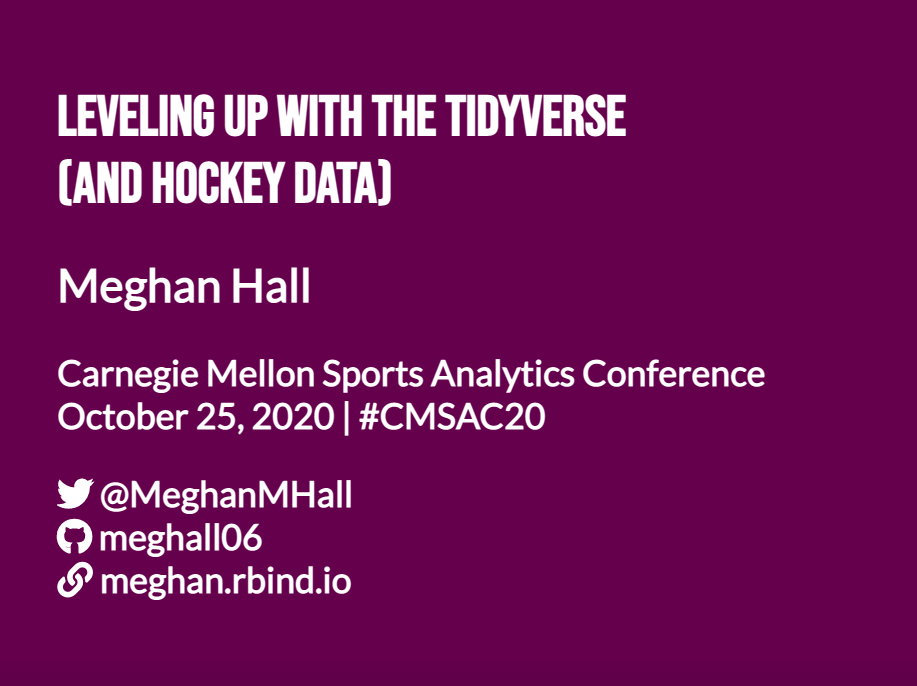 LEVELING UP WITH THE TIDYVERSE
(AND HOCKEY DATA)
Meghan Hall
Carnegie Mellon Sports Analytics Conference
October 25, 2020 | #CMSAC20
@MeghanMHall
meghall06
meghan.rbind.io